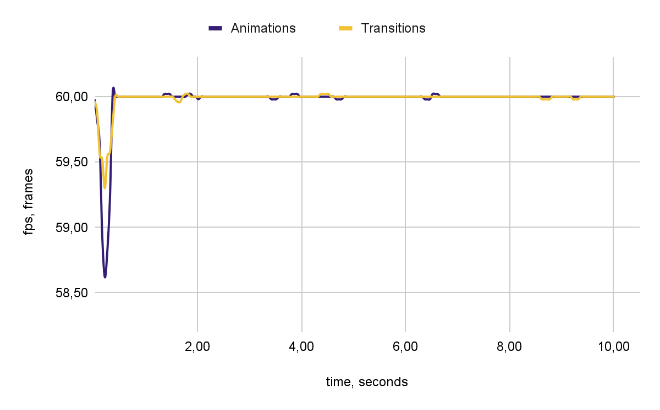 Animations Transitions
60,00
59,50
59,00
58,50
fps, frames
2,00 4,00 6,00 8,00 10,00
time, seconds